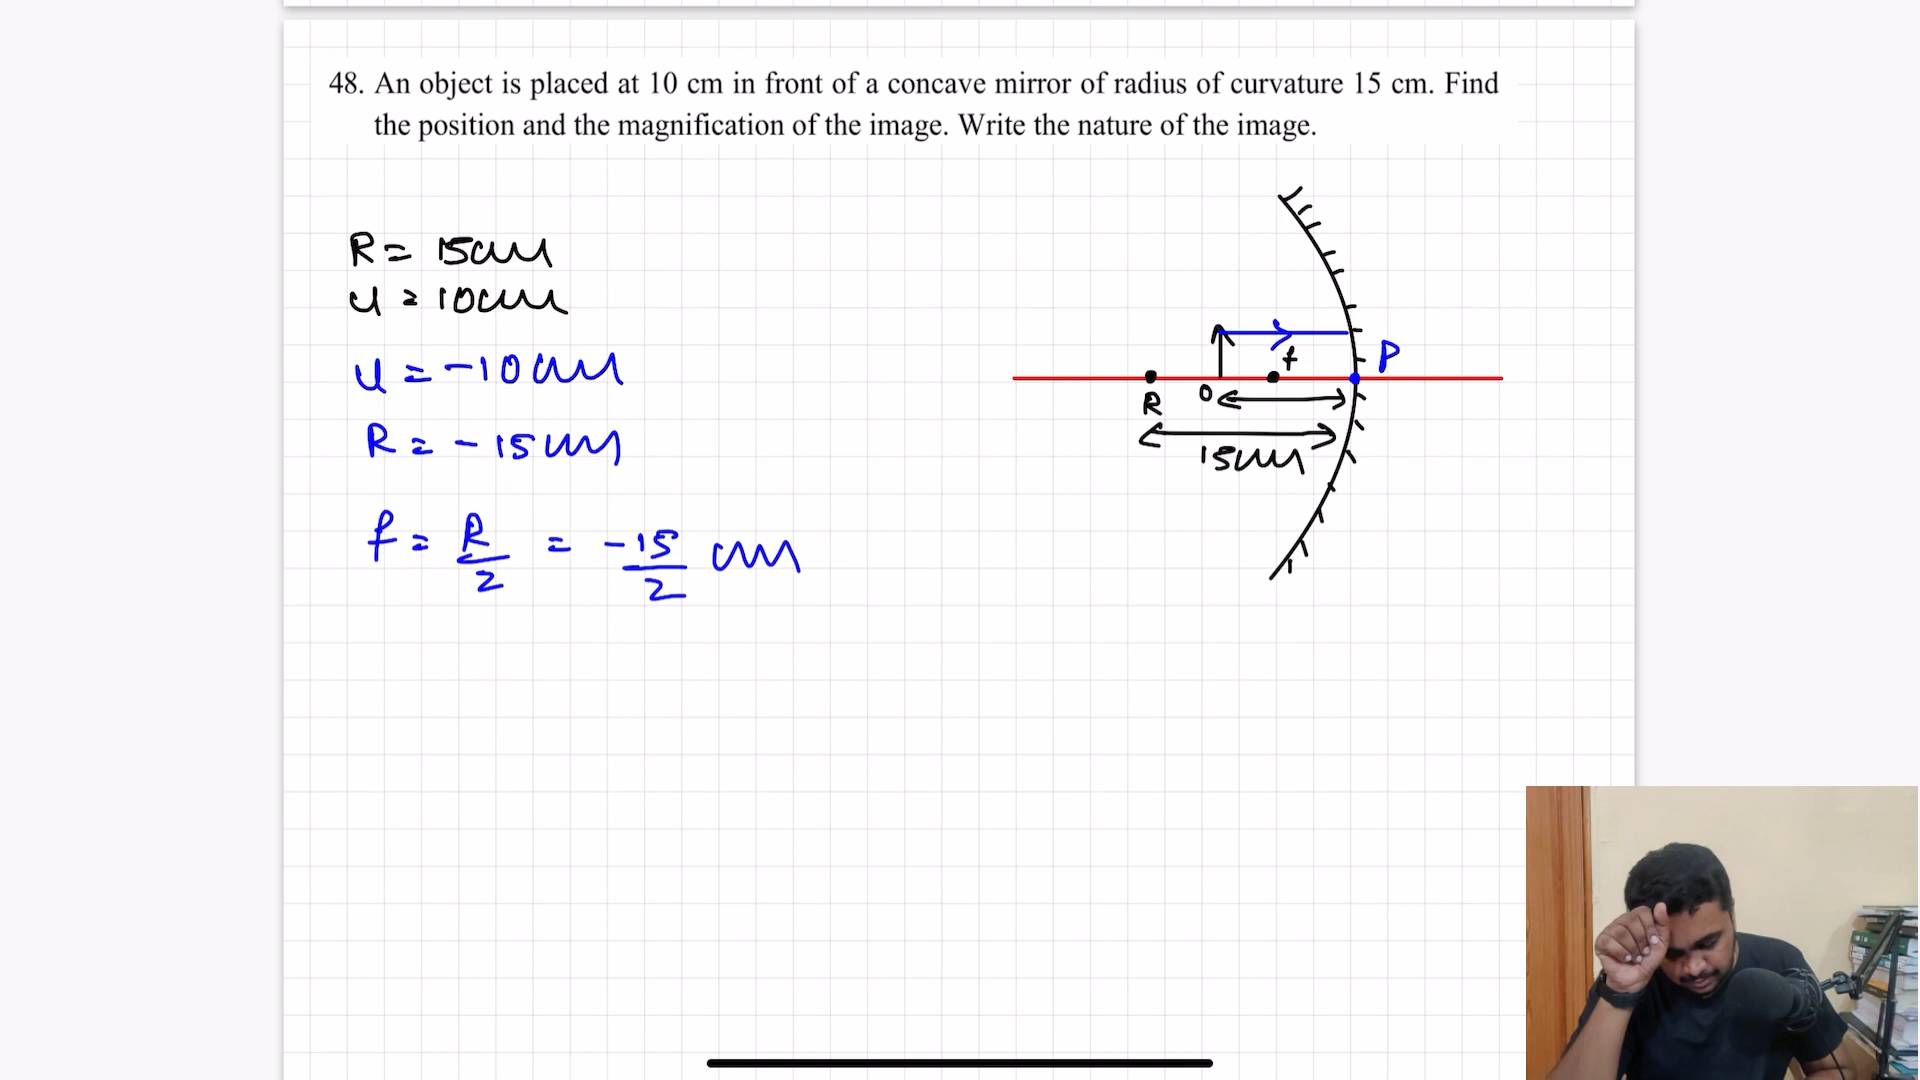 48. An object is placed at 10 cm in front of a concave mirror of radius of curvature 15 cm. Find
the position and the magnification of the image. Write the nature of the image.
R = 15cm
u = 10cm
u = -10cm
R = -15cm
f = R/2 = -15/2 cm
f
P
R
O
15cm